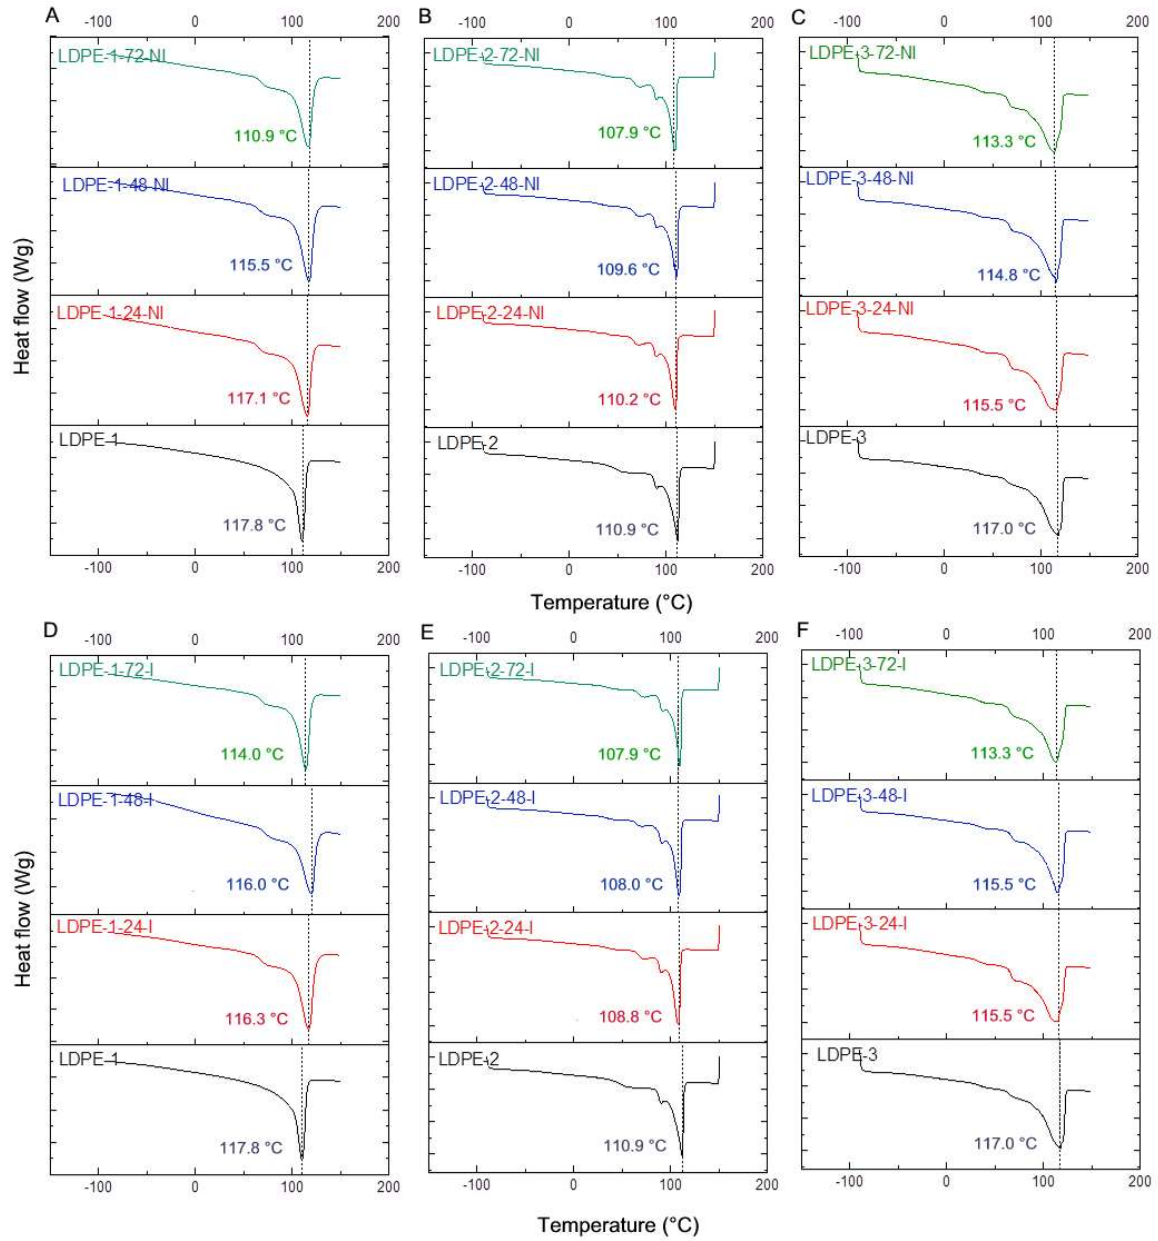 A
-100 0 100 200
LDPE-1-72-NI
110.9 °C
LDPE-1-48-NI
115.5 °C
LDPE-1-24-NI
117.1 °C
LDPE-1
117.8 °C
-100 0 100 200
B
-100 0 100 200
LDPE-2-72-NI
107.9 °C
LDPE-2-48-NI
109.6 °C
LDPE-2-24-NI
110.2 °C
LDPE-2
110.9 °C
-100 0 100 200
C
-100 0 100 200
LDPE-3-72-NI
113.3 °C
LDPE-3-48-NI
114.8 °C
LDPE-3-24-NI
115.5 °C
LDPE-3
117.0 °C
-100 0 100 200
Heat flow (Wg)
Temperature (°C)
D
-100 0 100 200
LDPE-1-72-I
114.0 °C
LDPE-1-48-I
116.0 °C
LDPE-1-24-I
116.3 °C
LDPE-1
117.8 °C
-100 0 100 200
E
-100 0 100 200
LDPE-2-72-I
107.9 °C
LDPE-2-48-I
108.0 °C
LDPE-2-24-I
108.8 °C
LDPE-2
110.9 °C
-100 0 100 200
F
-100 0 100 200
LDPE-3-72-I
113.3 °C
LDPE-3-48-I
115.5 °C
LDPE-3-24-I
115.5 °C
LDPE-3
117.0 °C
-100 0 100 200
Heat flow (Wg)
Temperature (°C)